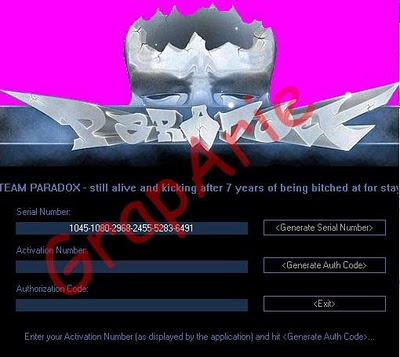 PARADOX
GrapArie
TEAM PARADOX - still alive and kicking after 7 years of being bitched at for stay
Serial Number:
1045-1080-2968-2455-5283-6491
<Generate Serial Number>
Activation Number:
<Generate Auth Code>
Authorization Code:
<Exit>
Enter your Activation Number (as displayed by the application) and hit <Generate Auth Code>...